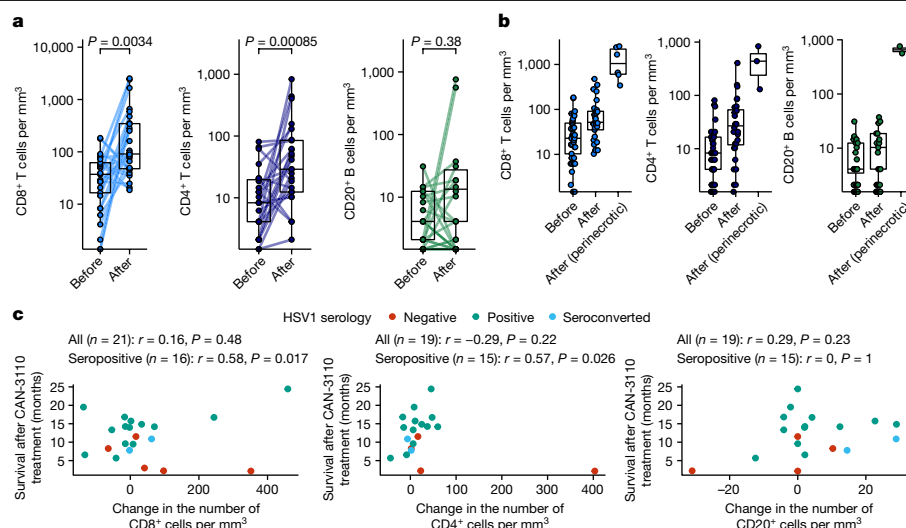 a
P = 0.0034
P = 0.00085
P = 0.38
CD8+ T cells per mm3
10,000
1,000
100
10
Before
After
CD4+ T cells per mm3
1,000
100
10
Before
After
CD20+ B cells per mm3
1,000
100
10
Before
After
b
CD8+ T cells per mm3
1,000
100
10
Before
After
After (perinecrotic)
CD4+ T cells per mm3
1,000
100
10
Before
After
After (perinecrotic)
CD20+ B cells per mm3
1,000
100
10
Before
After
After (perinecrotic)
c
HSV1 serology Negative Positive Seroconverted
All (n = 21): r = 0.16, P = 0.48
Seropositive (n = 16): r = 0.58, P = 0.017
Survival after CAN-3110
treatment (months)
25
20
15
10
5
0 200 400
Change in the number of
CD8+ cells per mm3
All (n = 19): r = −0.29, P = 0.22
Seropositive (n = 15): r = 0.57, P = 0.026
Survival after CAN-3110
treatment (months)
25
20
15
10
5
0 100 200 300 400
Change in the number of
CD4+ cells per mm3
All (n = 19): r = 0.29, P = 0.23
Seropositive (n = 15): r = 0, P = 1
Survival after CAN-3110
treatment (months)
25
20
15
10
5
−20 0 20
Change in the number of
CD20+ cells per mm3